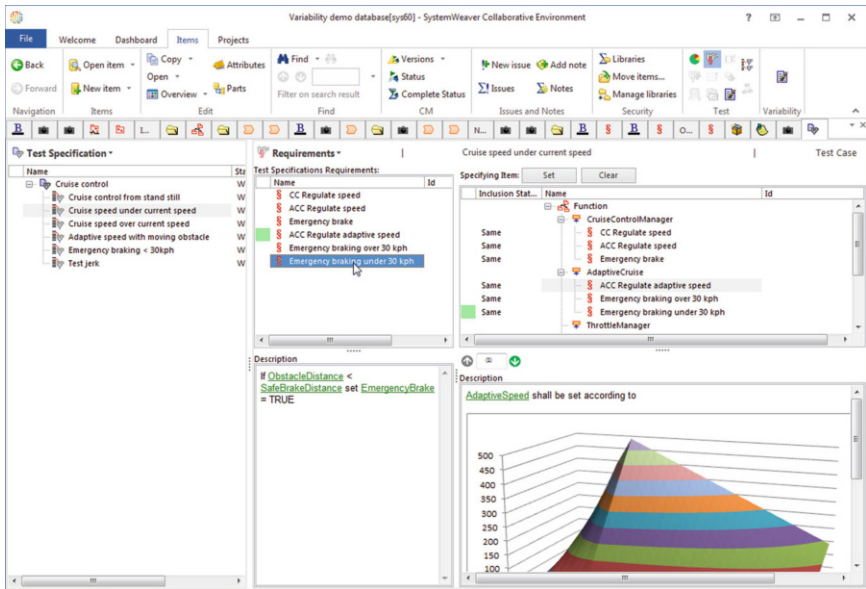 Variability demo database[sys60] - SystemWeaver Collaborative Environment
File Welcome Dashboard Items Projects
Back Open item Copy Attributes Find Versions New issue Add note Libraries
Open Status Move items...
Forward New item Overview Parts Filter on search result Complete Status Issues Notes Manage libraries
Navigation Items Edit Find CM Issues and Notes Security Test Variability
B I... B N... B § B § O... §
Test Specification
Name Sta
Cruise control W
Cruise control from stand still W
Cruise speed under current speed W
Cruise speed over current speed W
Adaptive speed with moving obstacle W
Emergency braking < 30kph W
Test jerk W
Requirements
Test Specifications Requirements:
Name Id
§ CC Regulate speed
§ ACC Regulate speed
§ Emergency brake
§ ACC Regulate adaptive speed
§ Emergency braking over 30 kph
§ Emergency braking under 30 kph
Description
If ObstacleDistance <
SafeBrakeDistance set EmergencyBrake
= TRUE
Cruise speed under current speed Test Case
Specifying Item: Set Clear
Inclusion Stat... Name Id
Function
CruiseControlManager
Same § CC Regulate speed
Same § ACC Regulate speed
Same § Emergency brake
AdaptiveCruise
Same § ACC Regulate adaptive speed
Same § Emergency braking over 30 kph
Same § Emergency braking under 30 kph
ThrottleManager
Description
AdaptiveSpeed shall be set according to
500
450
400
350
300
250
200
150
100